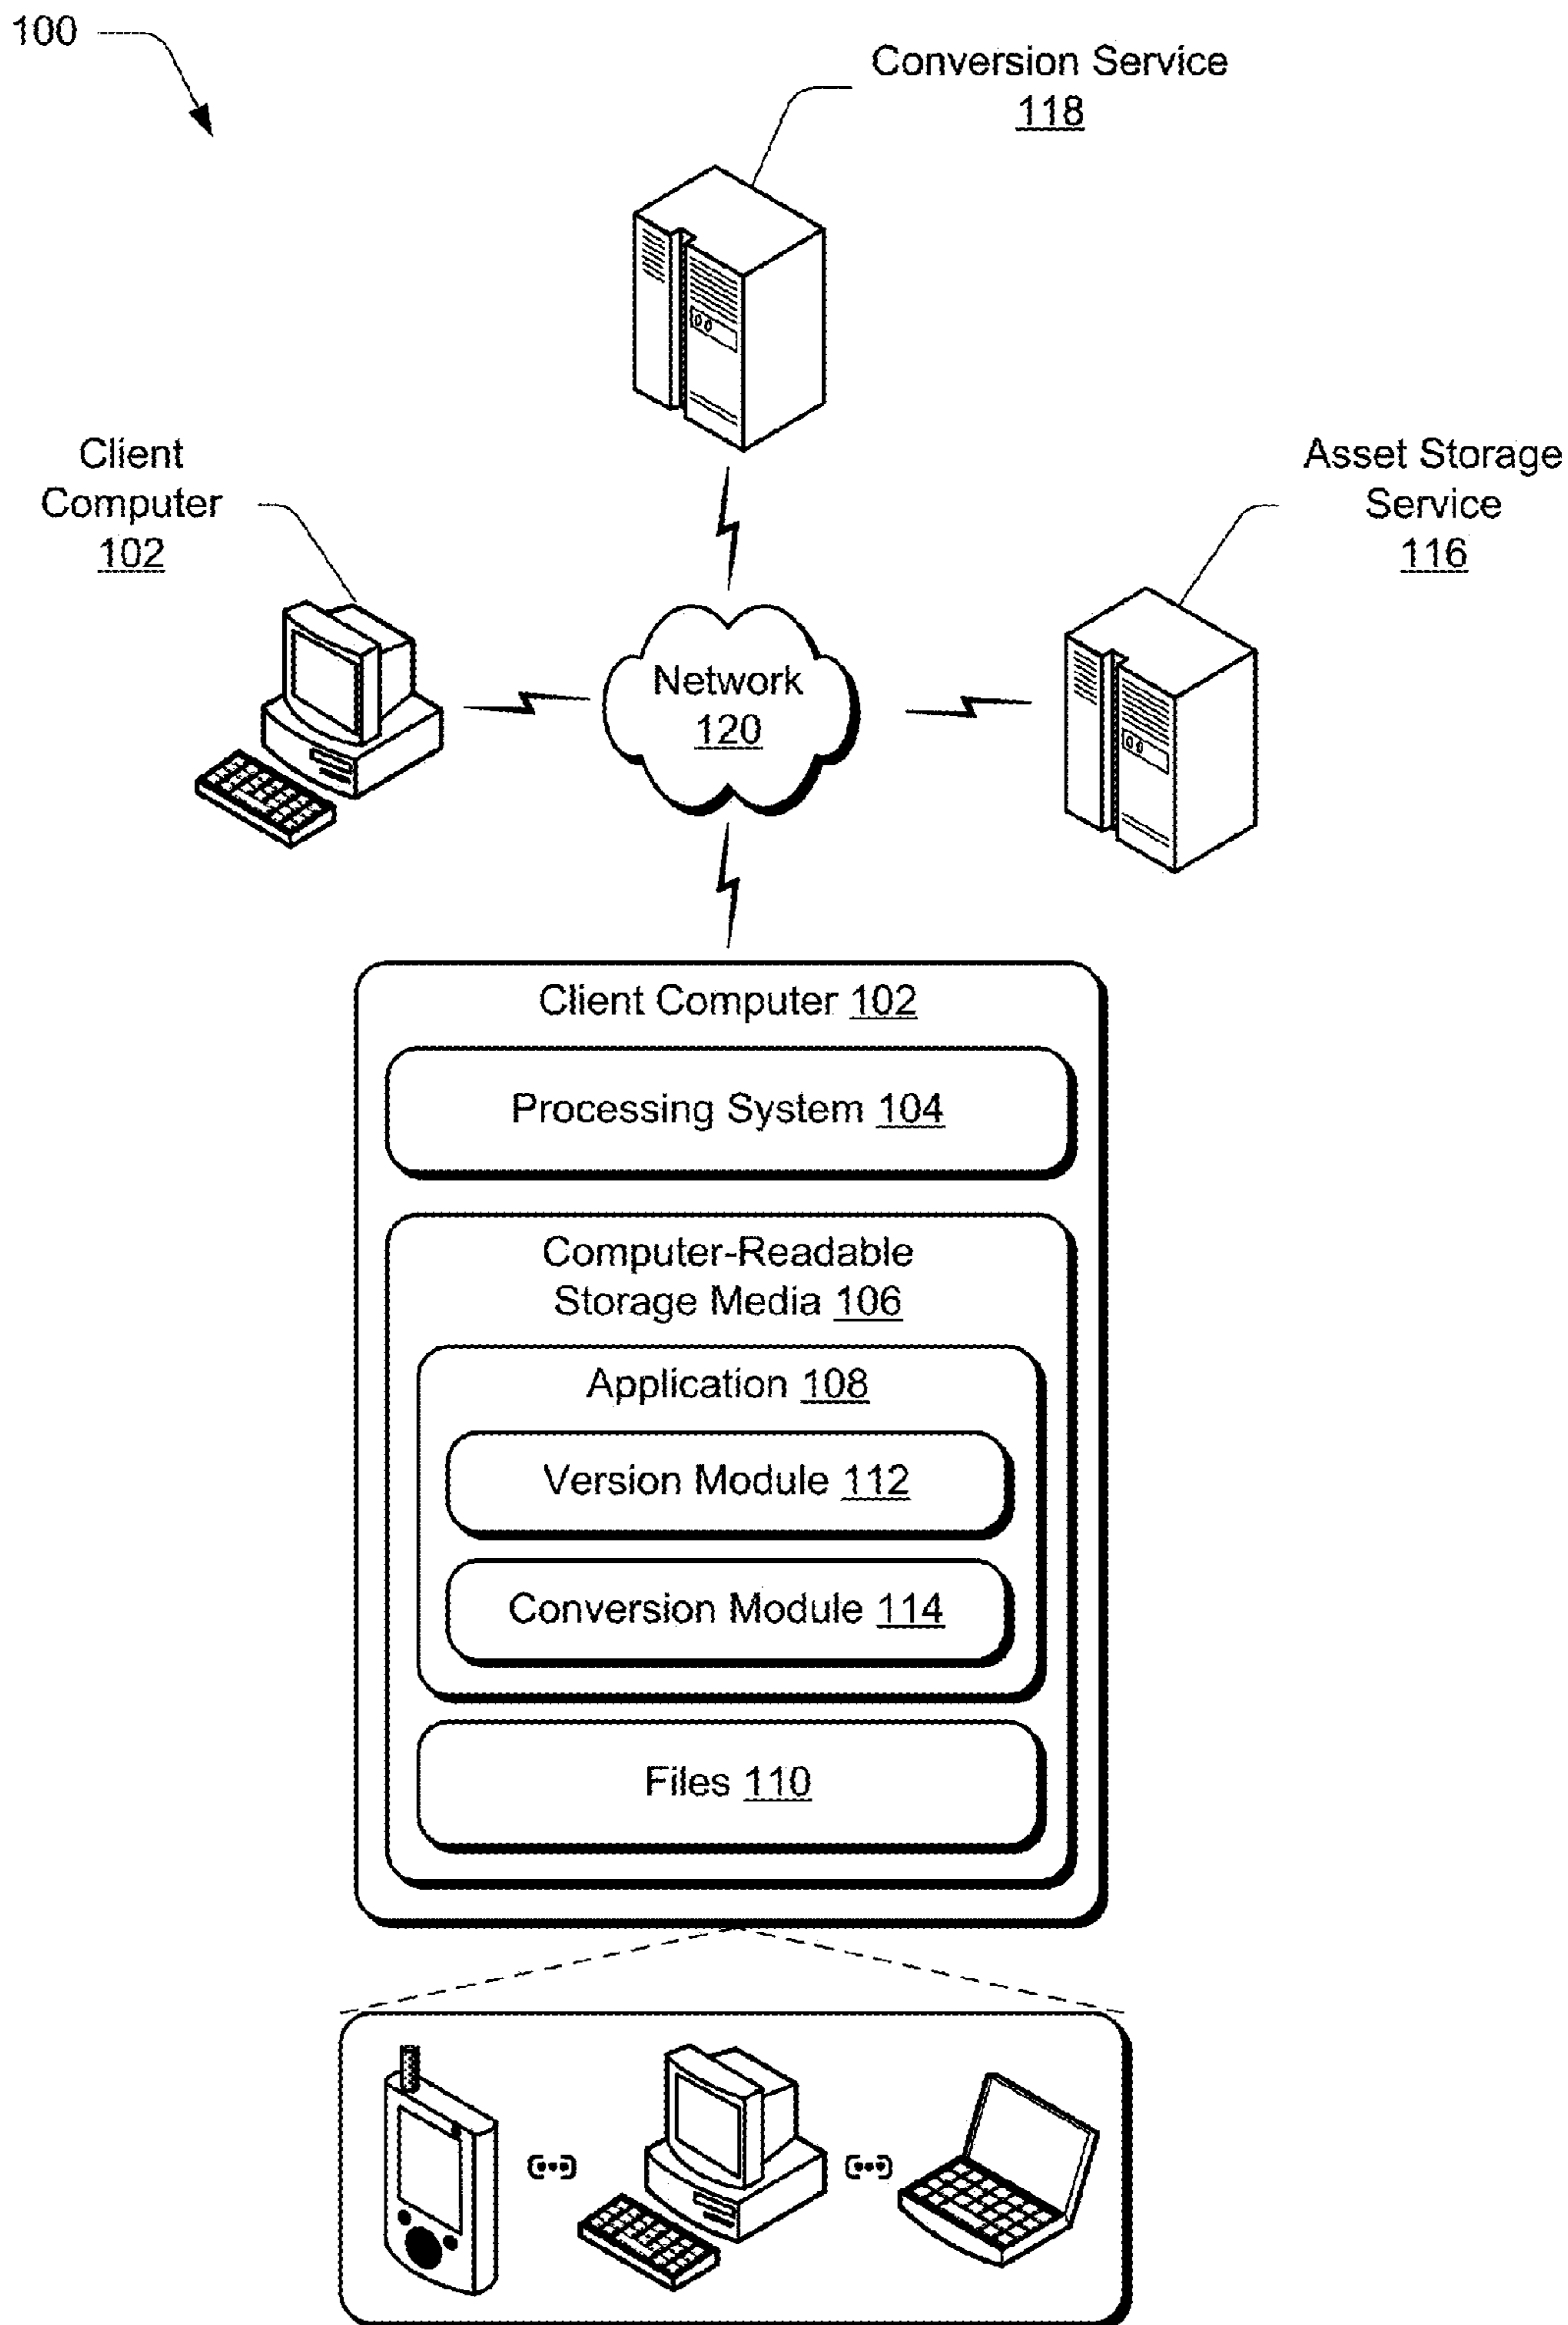 100
Conversion Service
118
Client
Computer
102
Asset Storage
Service
116
Network
120
Client Computer 102
Processing System 104
Computer-Readable
Storage Media 106
Application 108
Version Module 112
Conversion Module 114
Files 110